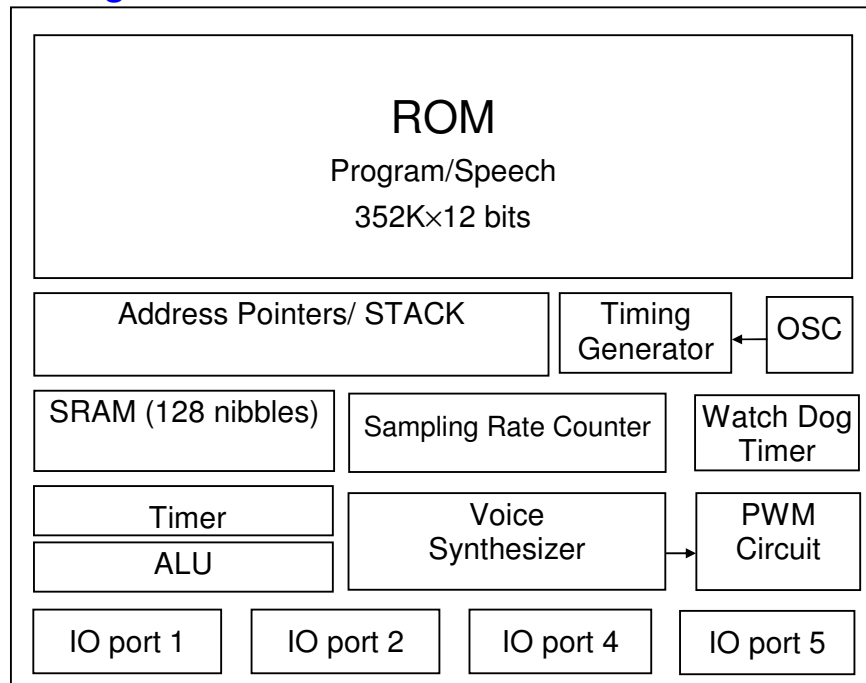 ROM
Program/Speech
352K×12 bits
Address Pointers/ STACK
Timing
Generator
OSC
SRAM (128 nibbles)
Sampling Rate Counter
Watch Dog
Timer
Timer
Voice
Synthesizer
PWM
Circuit
ALU
IO port 1
IO port 2
IO port 4
IO port 5